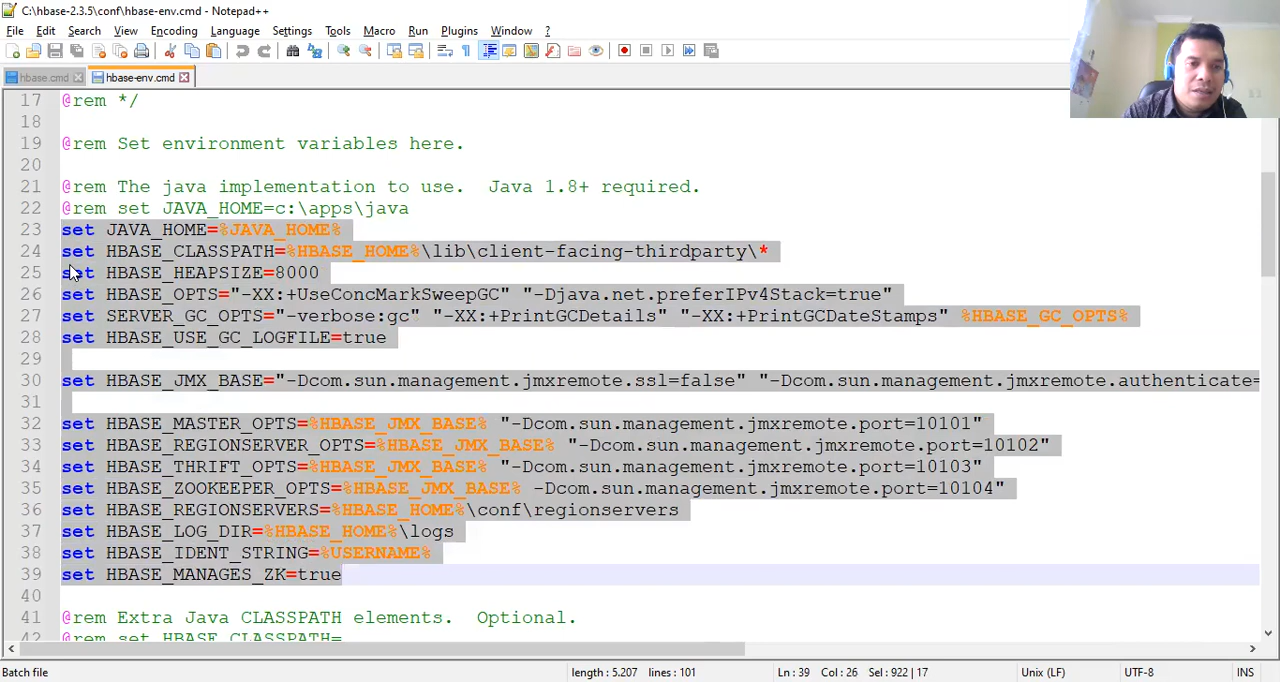 C:\hbase-2.3.5\conf\hbase-env.cmd - Notepad++
File Edit Search View Encoding Language Settings Tools Macro Run Plugins Window ?
hbase.cmd hbase-env.cmd
17 @rem */
18
19 @rem Set environment variables here.
20
21 @rem The java implementation to use.  Java 1.8+ required.
22 @rem set JAVA_HOME=c:\apps\java
23 set JAVA_HOME=%JAVA_HOME%
24 set HBASE_CLASSPATH=%HBASE_HOME%\lib\client-facing-thirdparty\*
25 set HBASE_HEAPSIZE=8000
26 set HBASE_OPTS="-XX:+UseConcMarkSweepGC" "-Djava.net.preferIPv4Stack=true"
27 set SERVER_GC_OPTS="-verbose:gc" "-XX:+PrintGCDetails" "-XX:+PrintGCDateStamps" %HBASE_GC_OPTS%
28 set HBASE_USE_GC_LOGFILE=true
29
30 set HBASE_JMX_BASE="-Dcom.sun.management.jmxremote.ssl=false" "-Dcom.sun.management.jmxremote.authenticate=
31
32 set HBASE_MASTER_OPTS=%HBASE_JMX_BASE% "-Dcom.sun.management.jmxremote.port=10101"
33 set HBASE_REGIONSERVER_OPTS=%HBASE_JMX_BASE% "-Dcom.sun.management.jmxremote.port=10102"
34 set HBASE_THRIFT_OPTS=%HBASE_JMX_BASE% "-Dcom.sun.management.jmxremote.port=10103"
35 set HBASE_ZOOKEEPER_OPTS=%HBASE_JMX_BASE% -Dcom.sun.management.jmxremote.port=10104"
36 set HBASE_REGIONSERVERS=%HBASE_HOME%\conf\regionservers
37 set HBASE_LOG_DIR=%HBASE_HOME%\logs
38 set HBASE_IDENT_STRING=%USERNAME%
39 set HBASE_MANAGES_ZK=true
40
41 @rem Extra Java CLASSPATH elements.  Optional.
42 @rem set HBASE_CLASSPATH=
Batch file length : 5.207 lines : 101 Ln : 39 Col : 26 Sel : 922 | 17 Unix (LF) UTF-8 INS